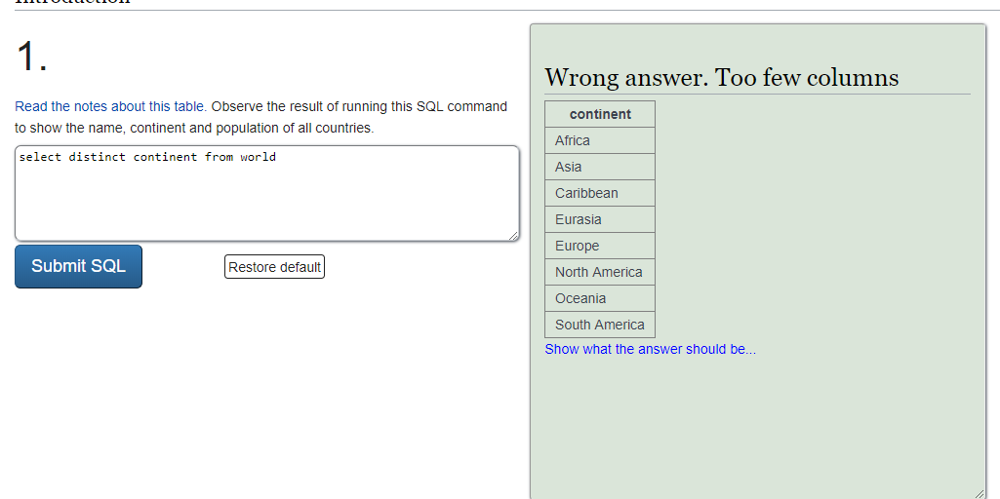 Introduction
1.
Read the notes about this table. Observe the result of running this SQL command
to show the name, continent and population of all countries.
select distinct continent from world
Submit SQL
Restore default
Wrong answer. Too few columns
continent
Africa
Asia
Caribbean
Eurasia
Europe
North America
Oceania
South America
Show what the answer should be...